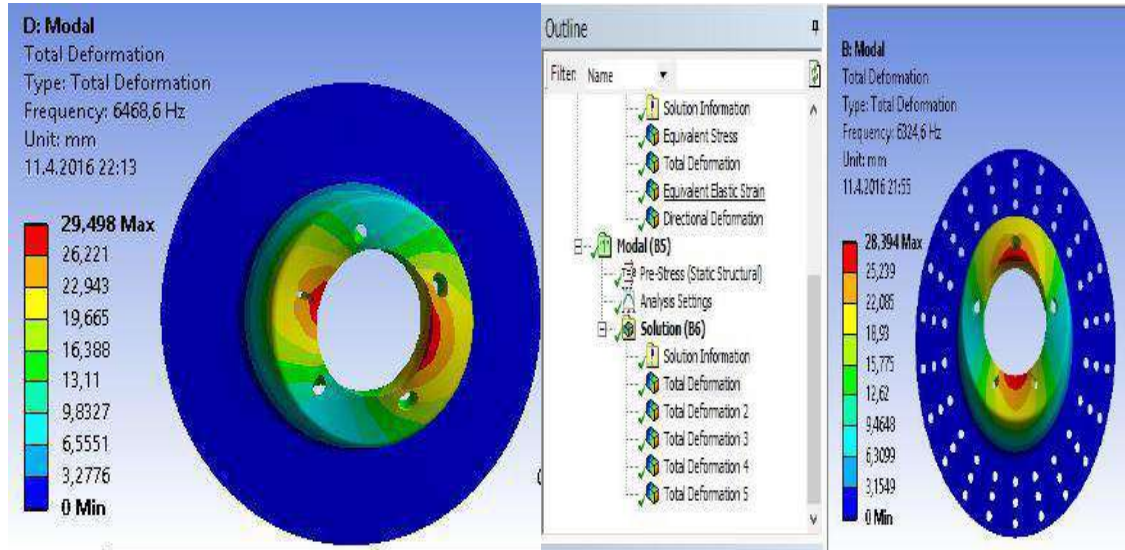 D: Modal
Total Deformation
Type: Total Deformation
Frequency: 6468,6 Hz
Unit: mm
11.4.2016 22:13
29,498 Max
26,221
22,943
19,665
16,388
13,11
9,8327
6,5551
3,2776
0 Min
Outline
Filter: Name
Solution Information
Equivalent Stress
Total Deformation
Equivalent Elastic Strain
Directional Deformation
Modal (B5)
Pre-Stress (Static Structural)
Analysis Settings
Solution (B6)
Solution Information
Total Deformation
Total Deformation 2
Total Deformation 3
Total Deformation 4
Total Deformation 5
B: Modal
Total Deformation
Type: Total Deformation
Frequency: 6324,6 Hz
Unit: mm
11.4.2016 21:55
28,394 Max
25,239
22,085
18,93
15,775
12,62
9,4648
6,3099
3,1549
0 Min